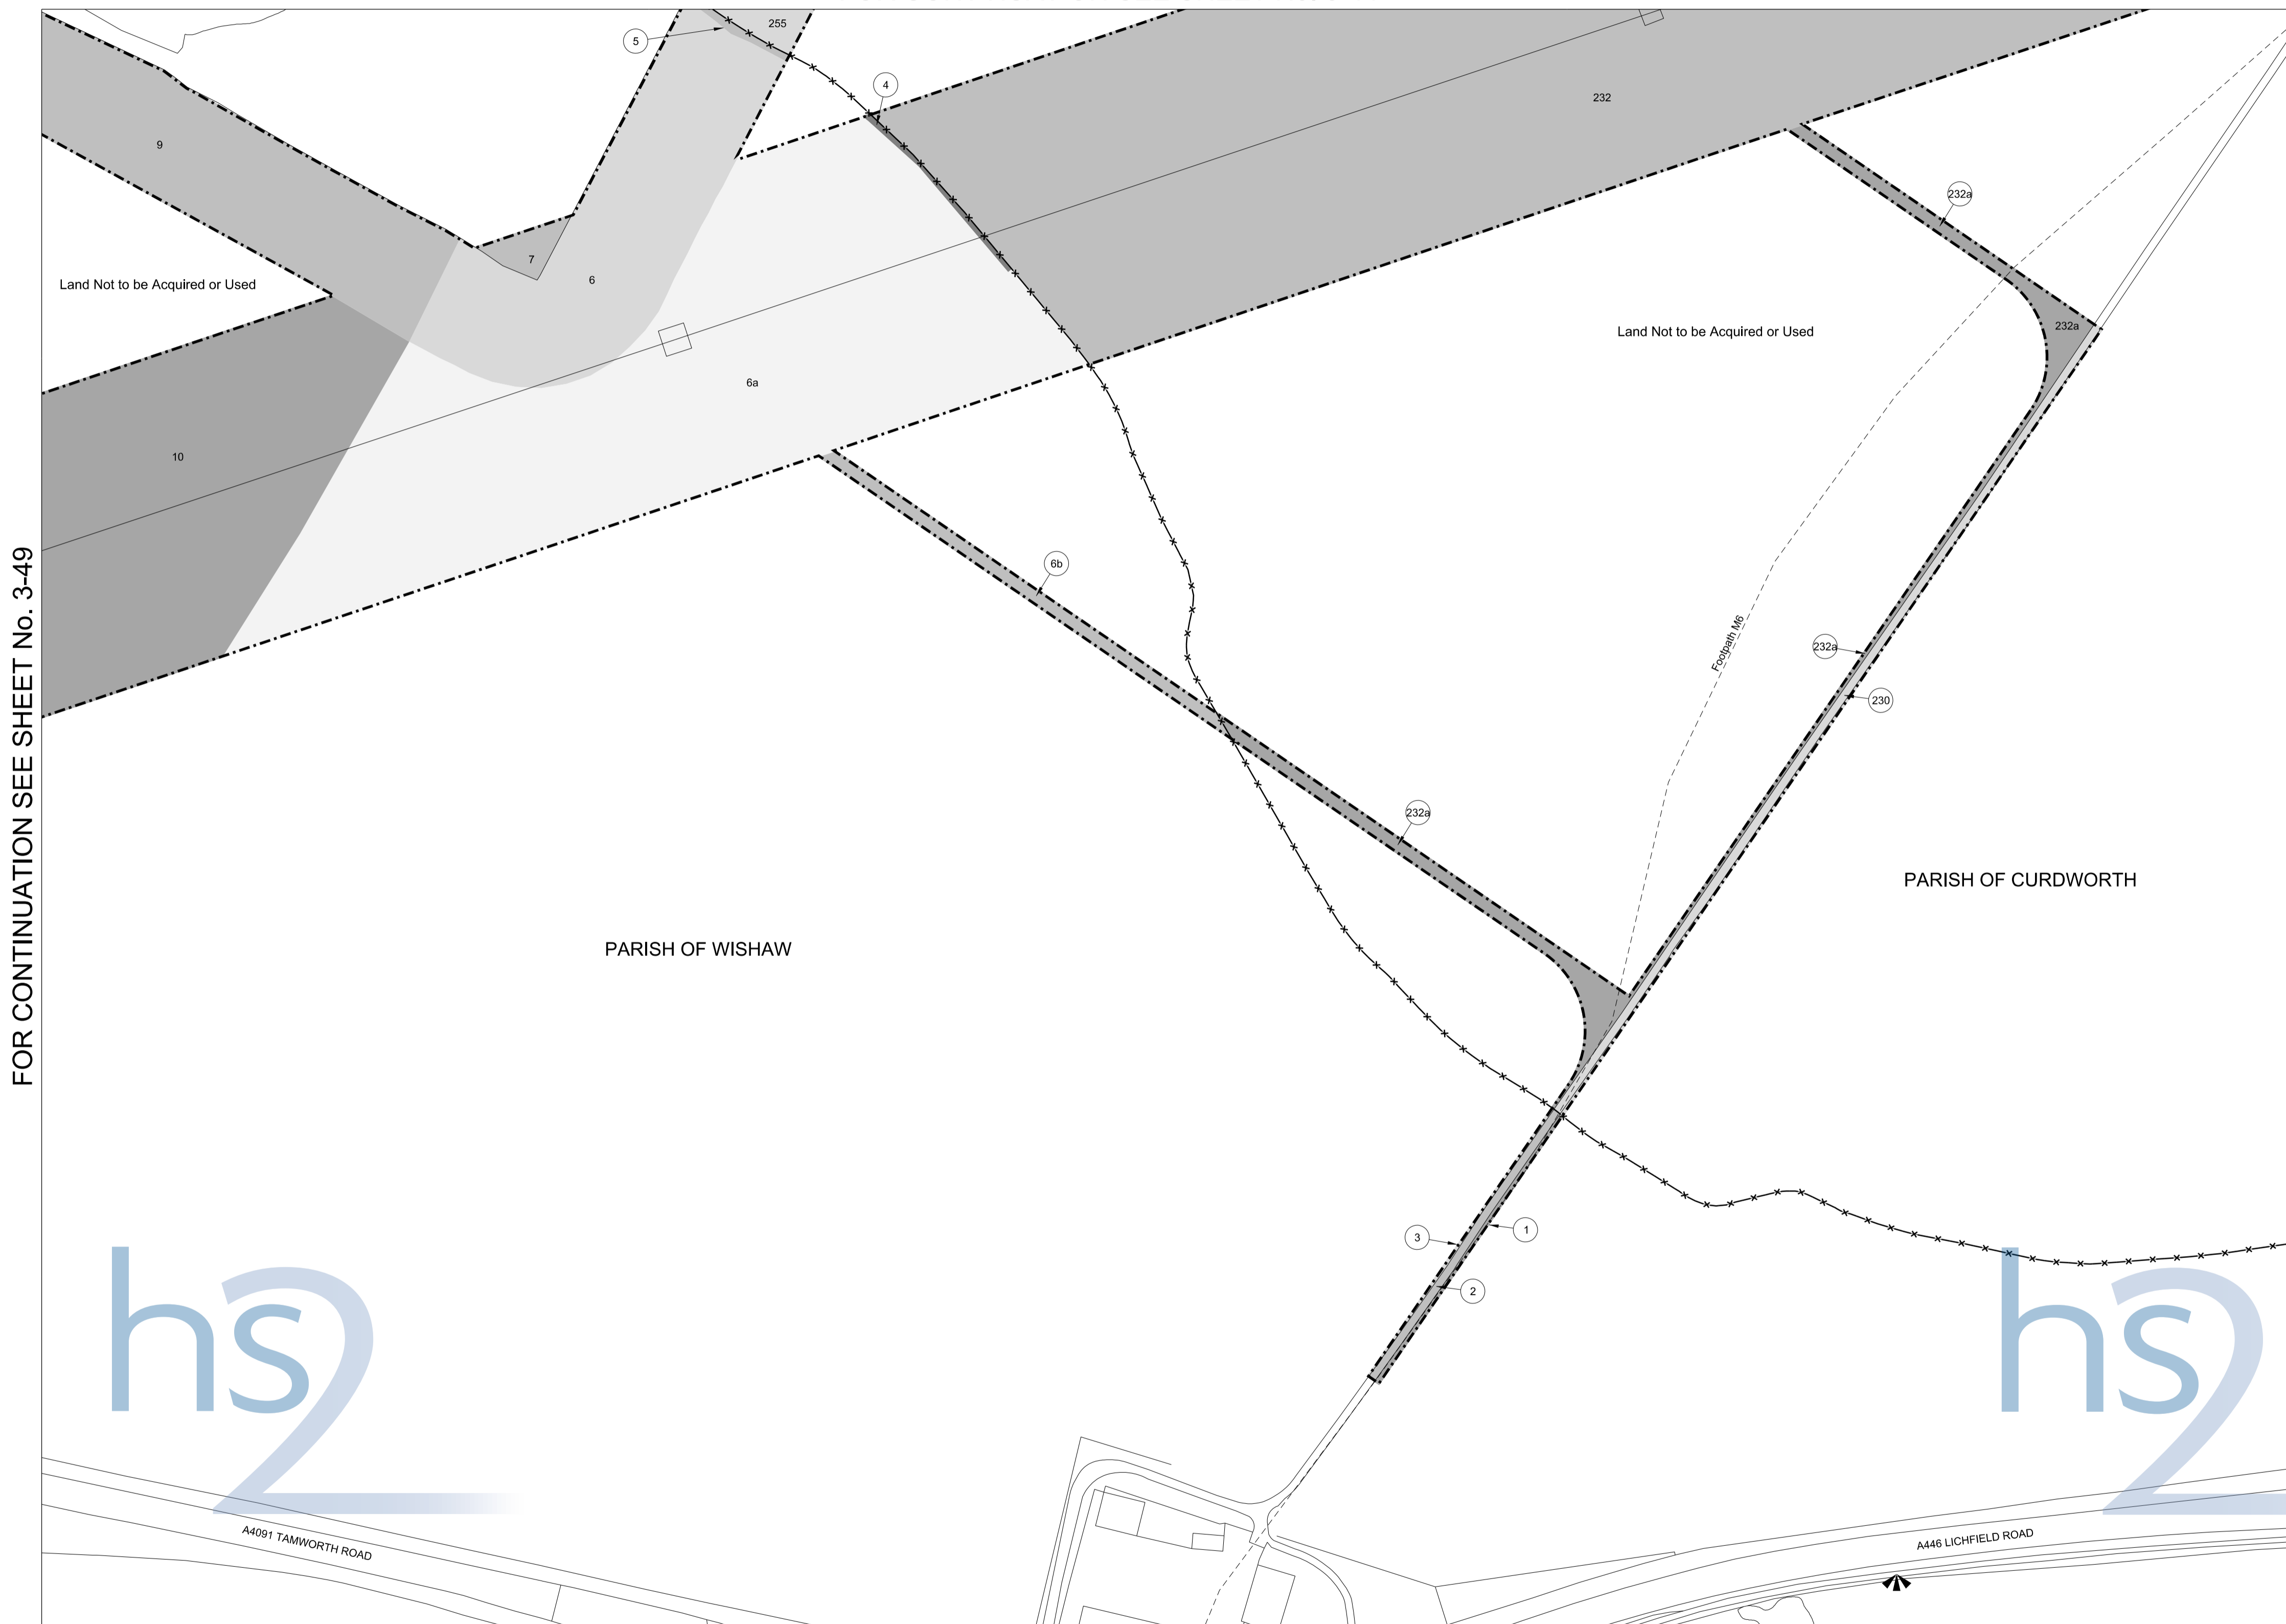 255
5
4
232
9
232a
7
6
Land Not to be Acquired or Used
232a
Land Not to be Acquired or Used
6a
10
6b
Footpath M6
232a
230
FOR CONTINUATION SEE SHEET No. 3-49
232a
PARISH OF CURDWORTH
PARISH OF WISHAW
1
3
2
hs2
hs2
A4091 TAMWORTH ROAD
A446 LICHFIELD ROAD